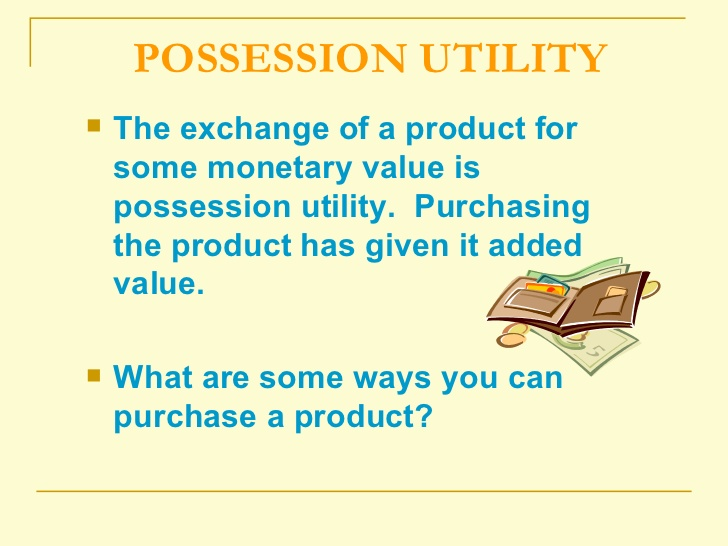 POSSESSION UTILITY
The exchange of a product for
some monetary value is
possession utility.  Purchasing
the product has given it added
value.
What are some ways you can
purchase a product?
5